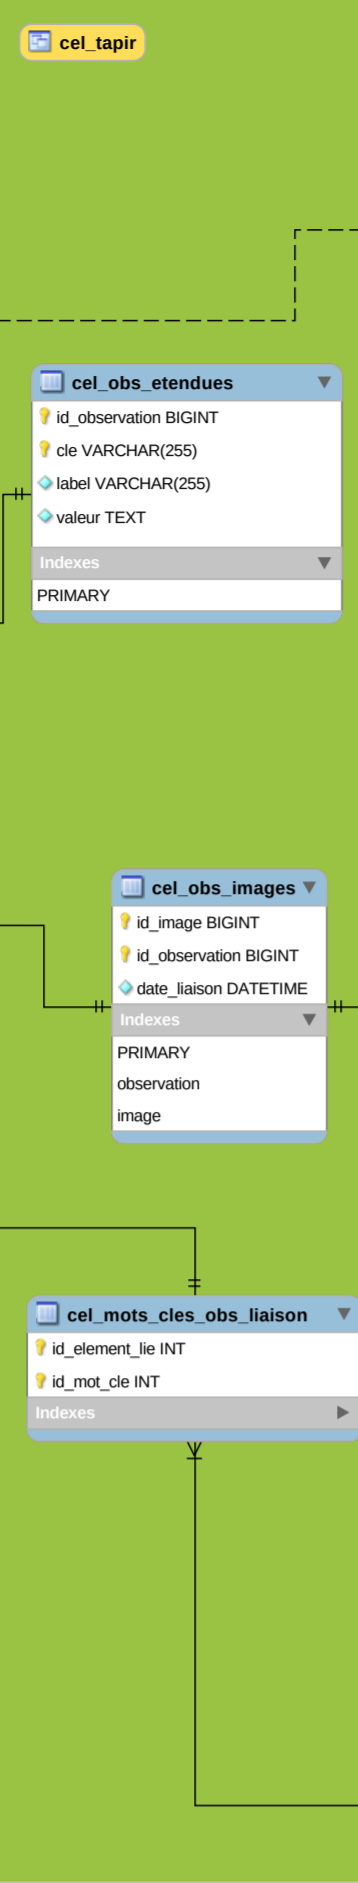 cel_tapir
cel_obs_etendues
id_observation BIGINT
cle VARCHAR(255)
label VARCHAR(255)
valeur TEXT
Indexes
PRIMARY
cel_obs_images
id_image BIGINT
id_observation BIGINT
date_liaison DATETIME
Indexes
PRIMARY
observation
image
cel_mots_cles_obs_liaison
id_element_lie INT
id_mot_cle INT
Indexes